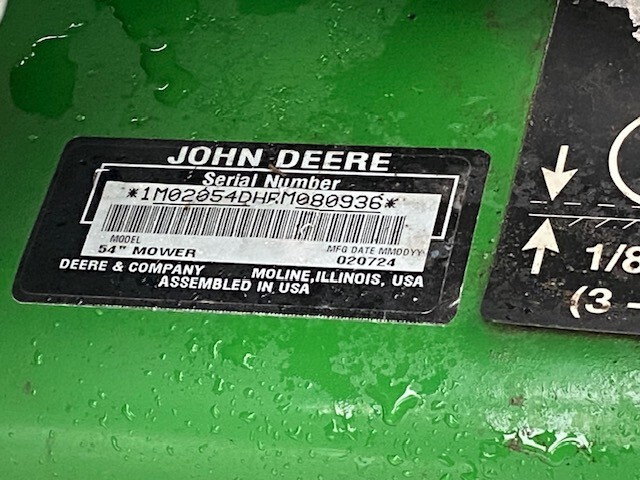 JOHN DEERE
Serial Number
*1M02054DHRM080936*
MODEL
MFG DATE MMDDYY
54" MOWER
020724
DEERE & COMPANY
MOLINE, ILLINOIS, USA
ASSEMBLED IN USA
1/8
(3 -